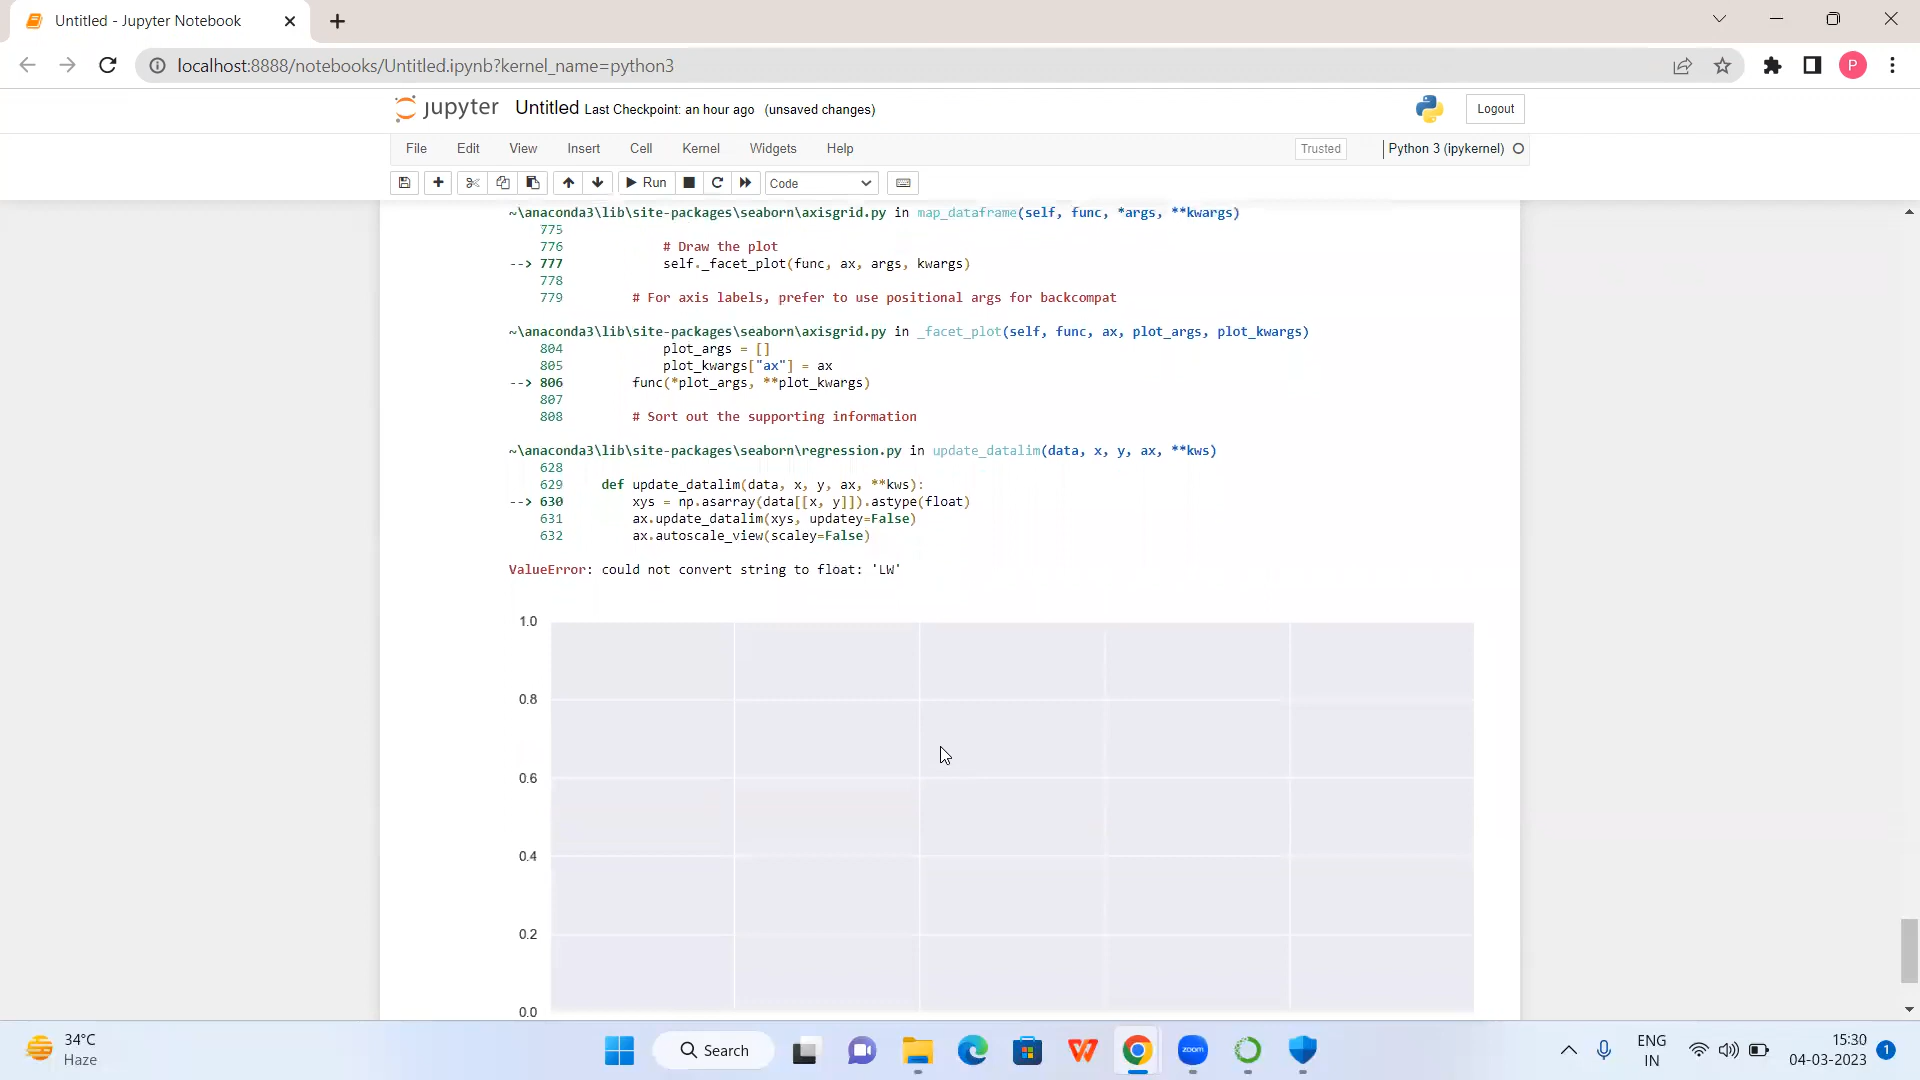 Untitled - Jupyter Notebook
localhost:8888/notebooks/Untitled.ipynb?kernel_name=python3
P
jupyter Untitled Last Checkpoint: an hour ago (unsaved changes)
Logout
File Edit View Insert Cell Kernel Widgets Help
Trusted
Python 3 (ipykernel)
Run
Code
~\anaconda3\lib\site-packages\seaborn\axisgrid.py in map_dataframe(self, func, *args, **kwargs)
775
776 # Draw the plot
--> 777 self._facet_plot(func, ax, args, kwargs)
778
779 # For axis labels, prefer to use positional args for backcompat
~\anaconda3\lib\site-packages\seaborn\axisgrid.py in _facet_plot(self, func, ax, plot_args, plot_kwargs)
804 plot_args = []
805 plot_kwargs["ax"] = ax
--> 806 func(*plot_args, **plot_kwargs)
807
808 # Sort out the supporting information
~\anaconda3\lib\site-packages\seaborn\regression.py in update_datalim(data, x, y, ax, **kws)
628
629 def update_datalim(data, x, y, ax, **kws):
--> 630 xys = np.asarray(data[[x, y]]).astype(float)
631 ax.update_datalim(xys, updatey=False)
632 ax.autoscale_view(scaley=False)
ValueError: could not convert string to float: 'LW'
1.0
0.8
0.6
0.4
0.2
0.0
34°C
Haze
Search
zoom
ENG
IN
15:30
04-03-2023
1